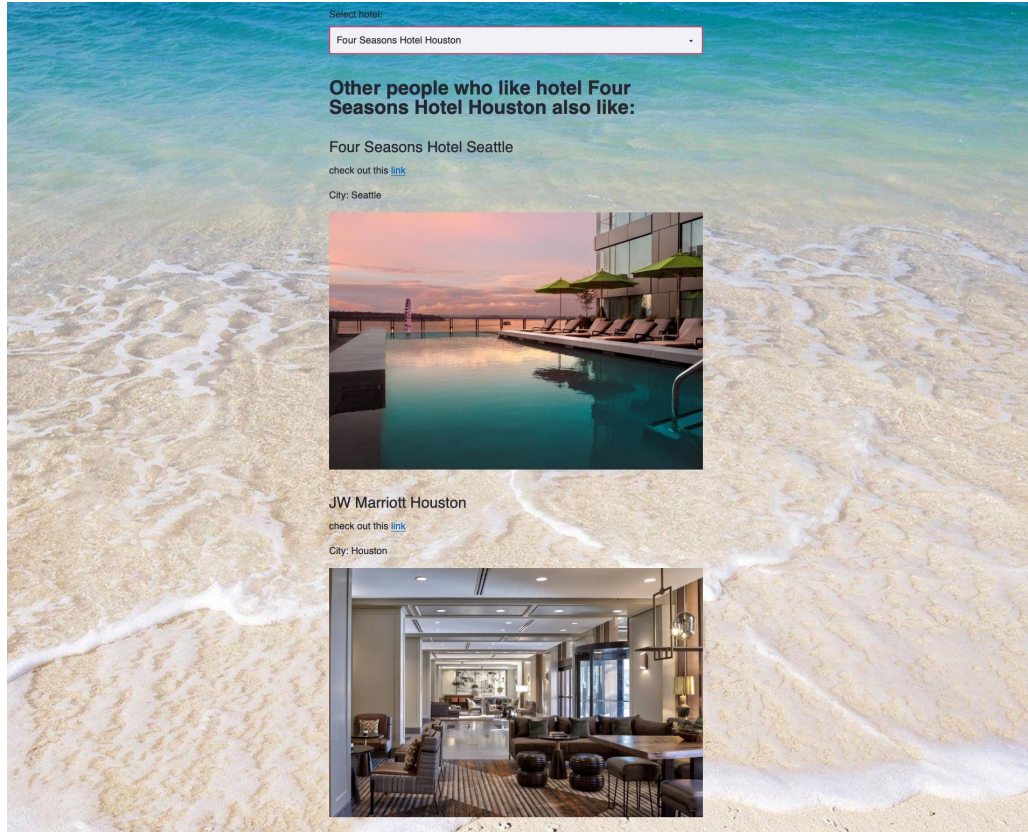 Select hotel:
Four Seasons Hotel Houston
Other people who like hotel Four
Seasons Hotel Houston also like:
Four Seasons Hotel Seattle
check out this link
City: Seattle
JW Marriott Houston
check out this link
City: Houston